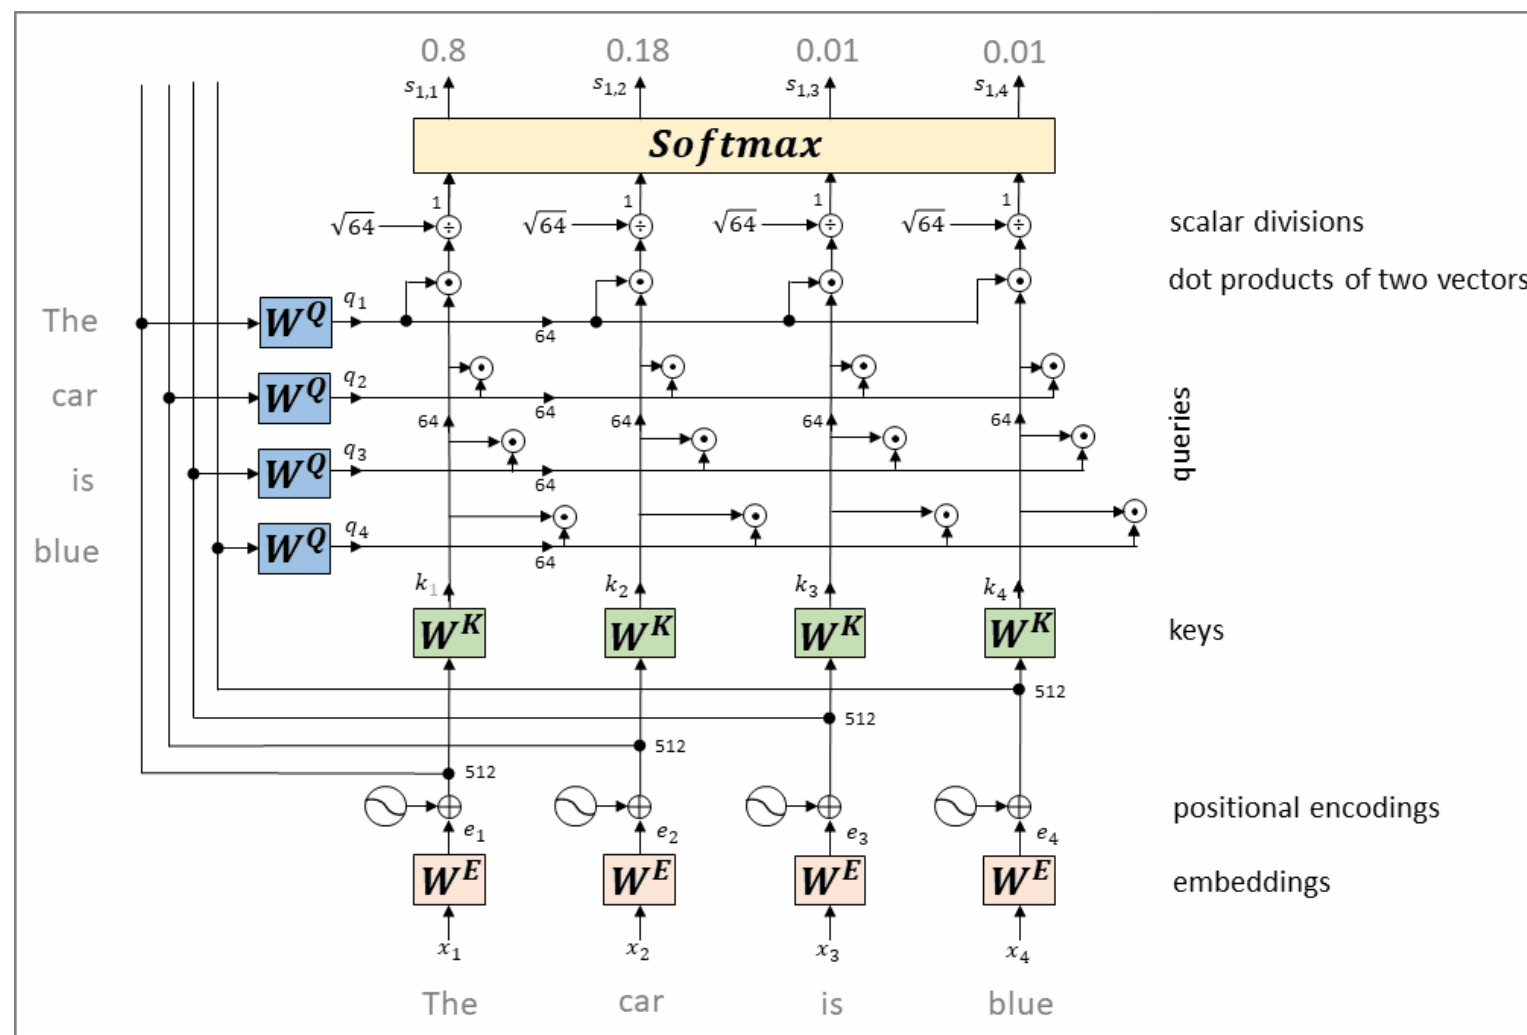 0.8 0.18 0.01 0.01
s1,1 s1,2 s1,3 s1,4
Softmax
1 1 1 1
√64 ÷ √64 ÷ √64 ÷ √64 ÷ scalar divisions
dot products of two vectors
The W^Q q1 64
car W^Q q2 64
64 64 64 64
is W^Q q3 64
queries
blue W^Q q4 64
k1 k2 k3 k4
W^K W^K W^K W^K keys
512
512
512
512
positional encodings
e1 e2 e3 e4
W^E W^E W^E W^E embeddings
x1 x2 x3 x4
The car is blue